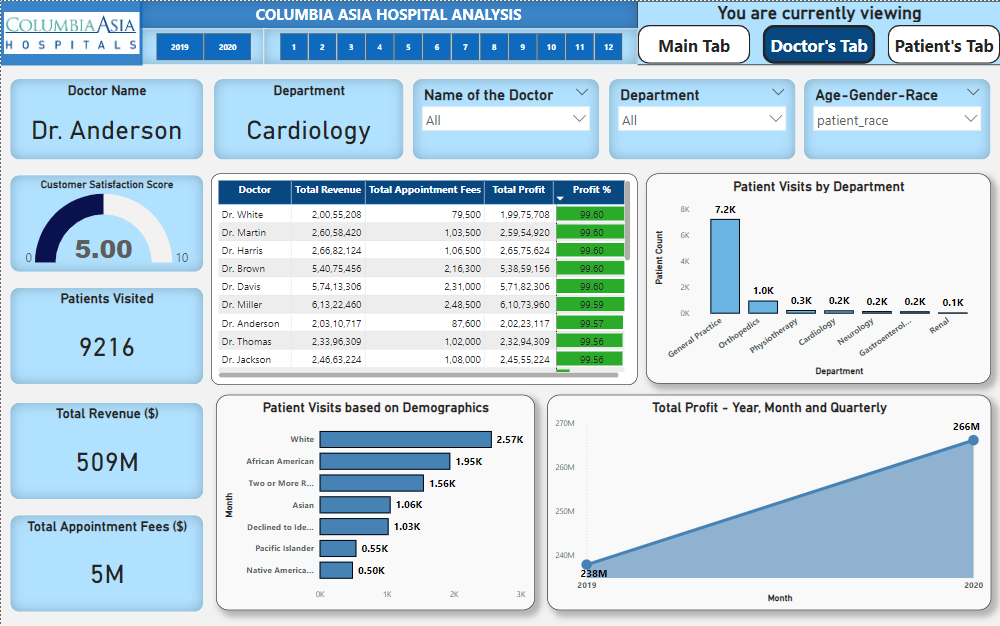 COLUMBIA ASIA
HOSPITALS
COLUMBIA ASIA HOSPITAL ANALYSIS
2019 2020
1 2 3 4 5 6 7 8 9 10 11 12
You are currently viewing
Main Tab Doctor's Tab Patient's Tab
Doctor Name
Dr. Anderson
Department
Cardiology
Name of the Doctor
All
Department
All
Age-Gender-Race
patient_race
Customer Satisfaction Score
5.00
0 10
Patients Visited
9216
Total Revenue ($)
509M
Total Appointment Fees ($)
5M
Doctor Total Revenue Total Appointment Fees Total Profit Profit %
Dr. White 2,00,55,208 79,500 1,99,75,708 99.60
Dr. Martin 2,60,58,420 1,03,500 2,59,54,920 99.60
Dr. Harris 2,66,82,124 1,06,500 2,65,75,624 99.60
Dr. Brown 5,40,75,456 2,16,300 5,38,59,156 99.60
Dr. Davis 5,74,13,306 2,31,000 5,71,82,306 99.60
Dr. Miller 6,13,22,460 2,48,500 6,10,73,960 99.59
Dr. Anderson 2,03,10,717 87,600 2,02,23,117 99.57
Dr. Thomas 2,33,96,309 1,02,000 2,32,94,309 99.56
Dr. Jackson 2,46,63,224 1,08,000 2,45,55,224 99.56
Patient Visits by Department
Patient Count
8K
6K
4K
2K
0K
7.2K 1.0K 0.3K 0.2K 0.2K 0.2K 0.1K
General Practice Orthopedics Physiotherapy Cardiology Neurology Gastroenterol... Renal
Department
Patient Visits based on Demographics
Month
White 2.57K
African American 1.95K
Two or More R... 1.56K
Asian 1.06K
Declined to Ide... 1.03K
Pacific Islander 0.55K
Native America... 0.50K
0K 1K 2K 3K
Total Profit - Year, Month and Quarterly
270M
260M
250M
240M
266M
238M
2019 2020
Month